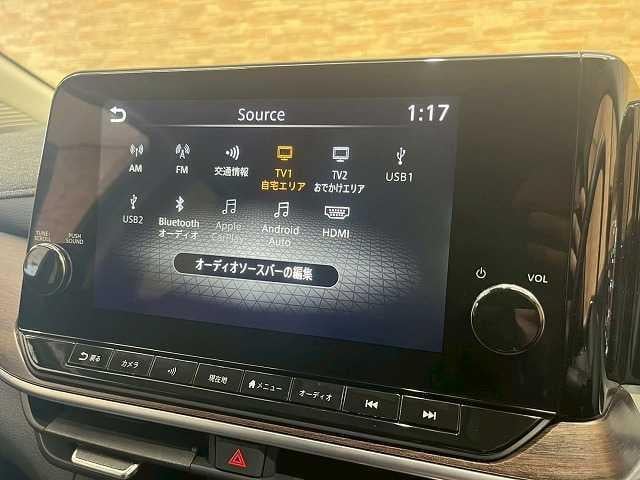 Source
1:17
AM
FM
交通情報
TV1
自宅エリア
TV2
おでかけエリア
USB1
USB2
Bluetooth
オーディオ
Apple
CarPlay
Android
Auto
HDMI
オーディオソースバーの編集
TUNE
SCROLL
PUSH
SOUND
VOL
戻る
カメラ
現在地
メニュー
オーディオ